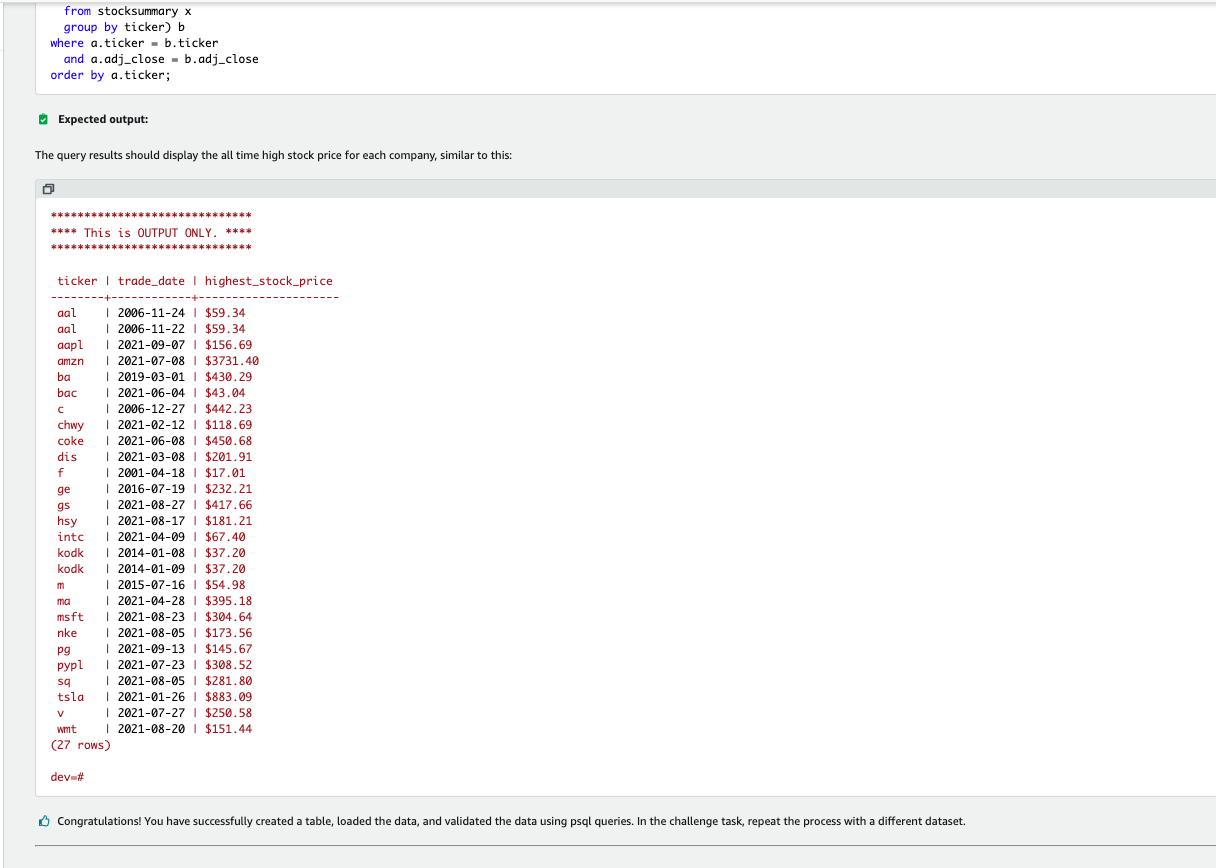 from stocksummary x
group by ticker) b
where a.ticker = b.ticker
and a.adj_close = b.adj_close
order by a.ticker;
Expected output:
The query results should display the all time high stock price for each company, similar to this:
******************************
**** This is OUTPUT ONLY. ****
******************************
ticker | trade_date | highest_stock_price
--------+------------+---------------------
aal | 2006-11-24 | $59.34
aal | 2006-11-22 | $59.34
aapl | 2021-09-07 | $156.69
amzn | 2021-07-08 | $3731.40
ba | 2019-03-01 | $430.29
bac | 2021-06-04 | $43.04
c | 2006-12-27 | $442.23
chwy | 2021-02-12 | $118.69
coke | 2021-06-08 | $450.68
dis | 2021-03-08 | $201.91
f | 2001-04-18 | $17.01
ge | 2016-07-19 | $232.21
gs | 2021-08-27 | $417.66
hsy | 2021-08-17 | $181.21
intc | 2021-04-09 | $67.40
kodk | 2014-01-08 | $37.20
kodk | 2014-01-09 | $37.20
m | 2015-07-16 | $54.98
ma | 2021-04-28 | $395.18
msft | 2021-08-23 | $304.64
nke | 2021-08-05 | $173.56
pg | 2021-09-13 | $145.67
pypl | 2021-07-23 | $308.52
sq | 2021-08-05 | $281.80
tsla | 2021-01-26 | $883.09
v | 2021-07-27 | $250.58
wmt | 2021-08-20 | $151.44
(27 rows)
dev=#
Congratulations! You have successfully created a table, loaded the data, and validated the data using psql queries. In the challenge task, repeat the process with a different dataset.